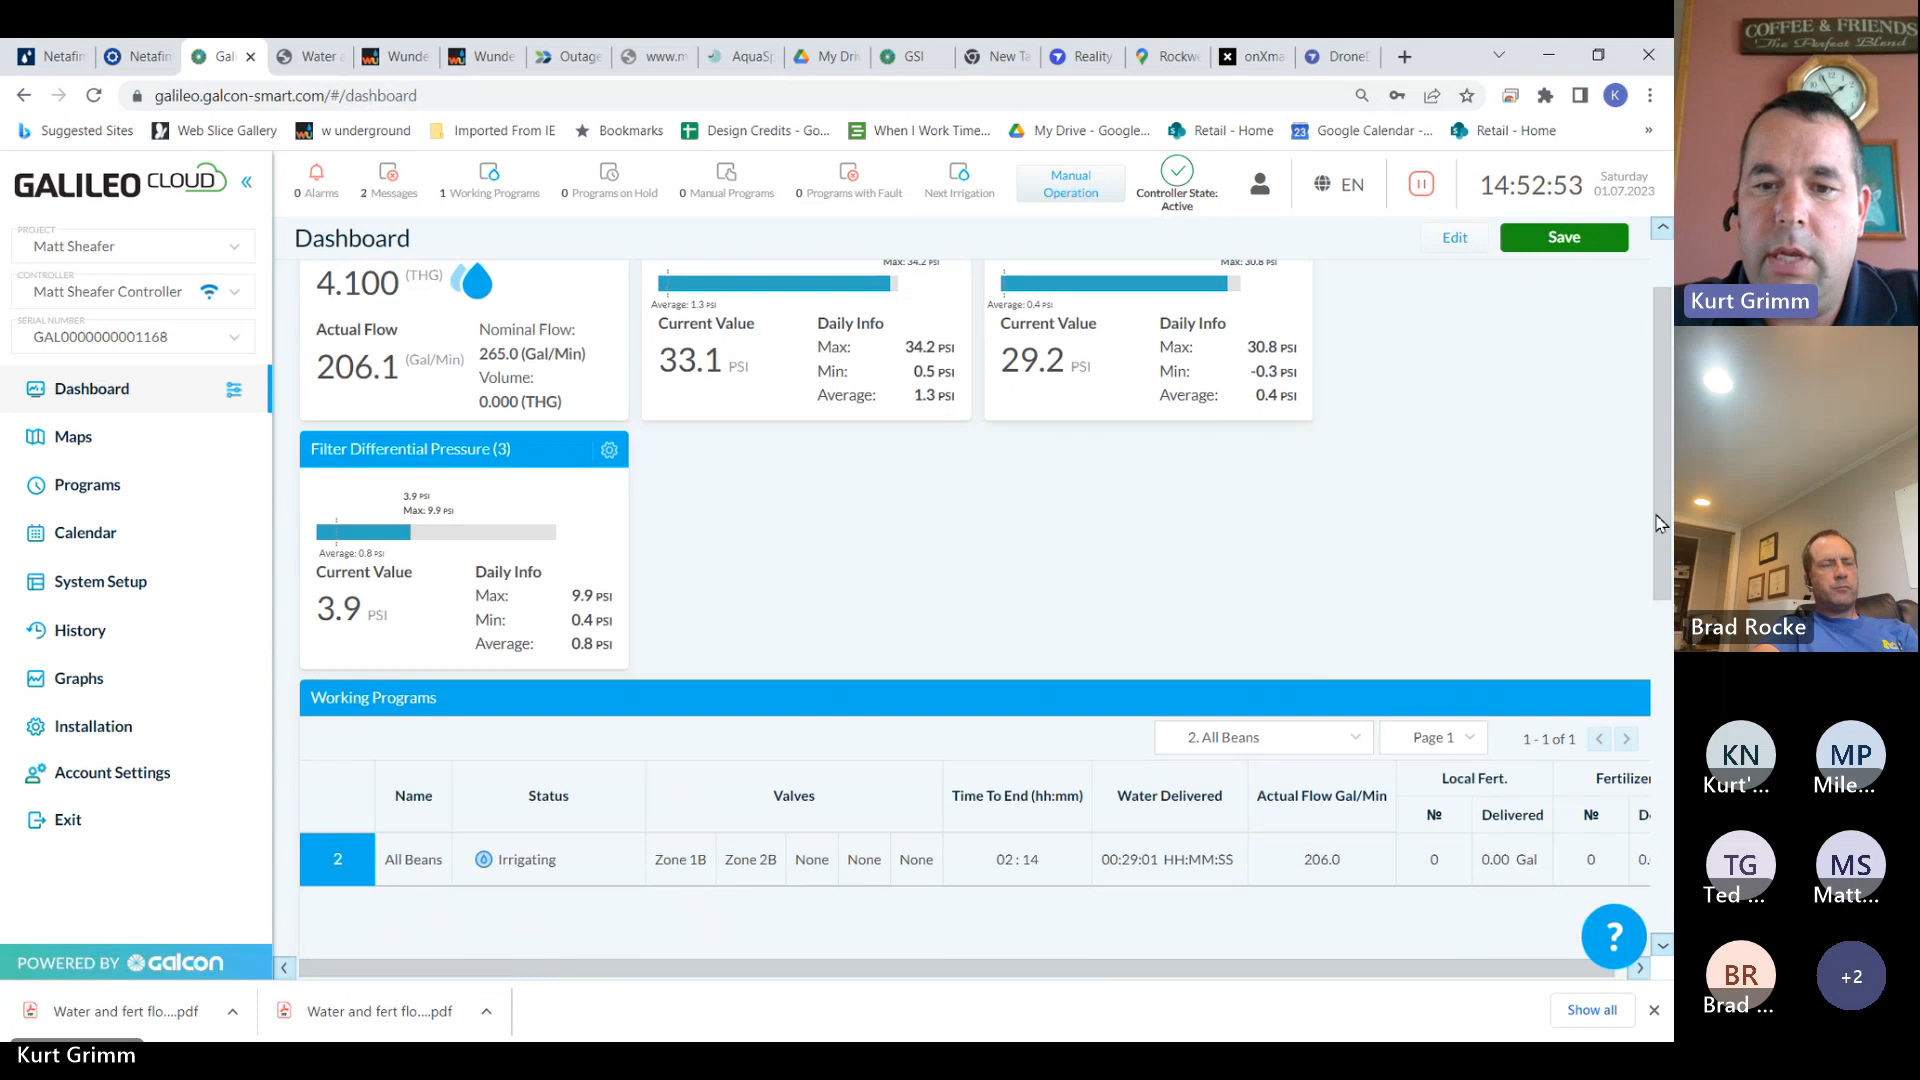 Netafin
Netafin
Gal
Water a
Wunde
Wunde
Outage
www.m
AquaSp
My Driv
GSI
New Ta
Reality
Rockwe
onXma
DroneD
galileo.galcon-smart.com/#/dashboard
K
Suggested Sites
Web Slice Gallery
w underground
Imported From IE
Bookmarks
Design Credits - Go...
When I Work Time...
My Drive - Google...
Retail - Home
Google Calendar -...
Retail - Home
»
GALILEO CLOUD
0 Alarms
2 Messages
1 Working Programs
0 Programs on Hold
0 Manual Programs
0 Programs with Fault
Next Irrigation
Manual Operation
Controller State: Active
EN
14:52:53
Saturday
01.07.2023
PROJECT
Matt Sheafer
CONTROLLER
Matt Sheafer Controller
SERIAL NUMBER
GAL0000000001168
Dashboard
Maps
Programs
Calendar
System Setup
History
Graphs
Installation
Account Settings
Exit
POWERED BY Galcon
Dashboard
Edit
Save
4.100 (THG)
Actual Flow
206.1 (Gal/Min)
Nominal Flow:
265.0 (Gal/Min)
Volume:
0.000 (THG)
Max: 34.2 PSI
Average: 1.3 PSI
Current Value
33.1 PSI
Daily Info
Max: 34.2 PSI
Min: 0.5 PSI
Average: 1.3 PSI
Max: 30.8 PSI
Average: 0.4 PSI
Current Value
29.2 PSI
Daily Info
Max: 30.8 PSI
Min: -0.3 PSI
Average: 0.4 PSI
Filter Differential Pressure (3)
3.9 PSI
Max: 9.9 PSI
Average: 0.8 PSI
Current Value
3.9 PSI
Daily Info
Max: 9.9 PSI
Min: 0.4 PSI
Average: 0.8 PSI
Working Programs
2. All Beans
Page 1
1 - 1 of 1
Name
Status
Valves
Time To End (hh:mm)
Water Delivered
Actual Flow Gal/Min
Local Fert.
№
Delivered
Fertilizer
№
De
2
All Beans
Irrigating
Zone 1B
Zone 2B
None
None
None
02 : 14
00:29:01 HH:MM:SS
206.0
0
0.00 Gal
0
0.
?
Water and fert flo....pdf
Water and fert flo....pdf
Show all
Kurt Grimm
COFFEE & FRIENDS
The Perfect Blend
Kurt Grimm
Brad Rocke
KN
Kurt'...
MP
Mile...
TG
Ted ...
MS
Matt...
BR
Brad ...
+2